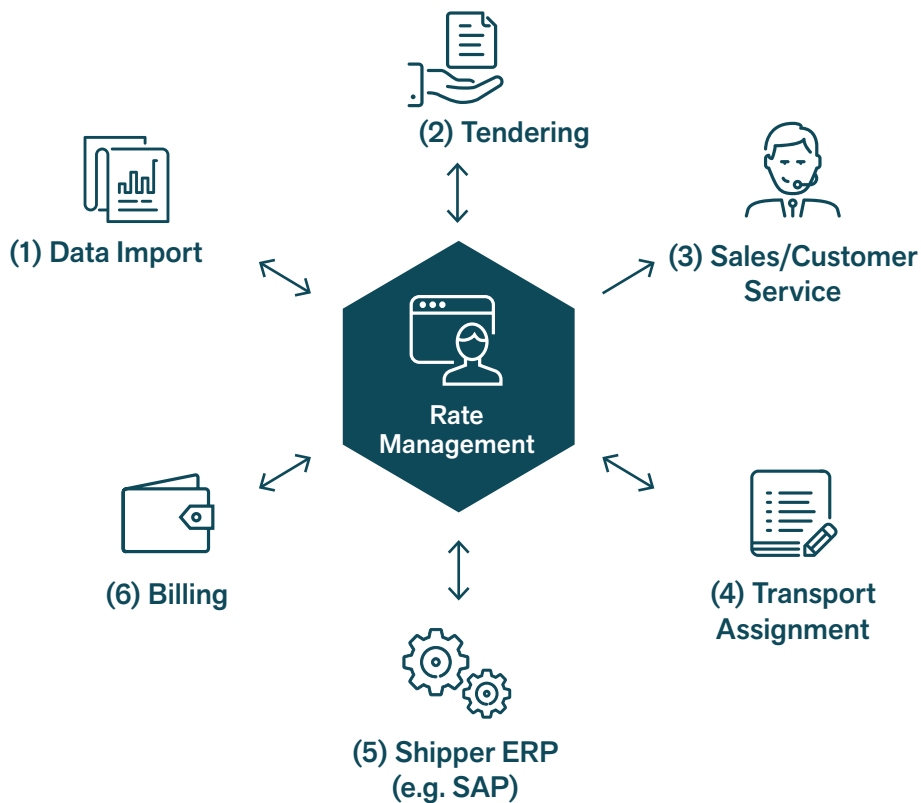 (2) Tendering
(1) Data Import
(3) Sales/Customer
Service
Rate
Management
(6) Billing
(4) Transport
Assignment
(5) Shipper ERP
(e.g. SAP)